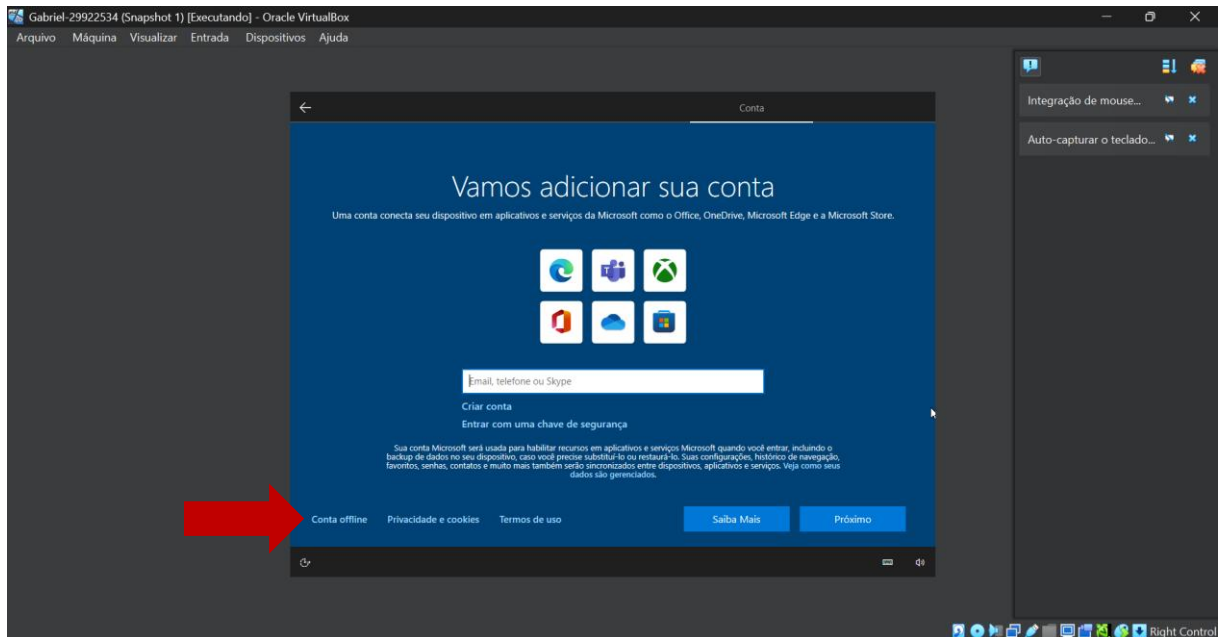 Gabriel-29922534 (Snapshot 1) [Executando] - Oracle VirtualBox
Arquivo Máquina Visualizar Entrada Dispositivos Ajuda
Integração de mouse...
Auto-capturar o teclado...
Conta
Vamos adicionar sua conta
Uma conta conecta seu dispositivo em aplicativos e serviços da Microsoft como o Office, OneDrive, Microsoft Edge e a Microsoft Store.
Email, telefone ou Skype
Criar conta
Entrar com uma chave de segurança
Sua conta Microsoft será usada para habilitar recursos em aplicativos e serviços Microsoft quando você entrar, incluindo o
backup de dados no seu dispositivo, caso você precise substituí-lo ou restaurá-lo. Suas configurações, histórico de navegação,
favoritos, senhas, contatos e muito mais também serão sincronizados entre dispositivos, aplicativos e serviços. Veja como seus
dados são gerenciados.
Conta offline Privacidade e cookies Termos de uso Saiba Mais Próximo
Right Control